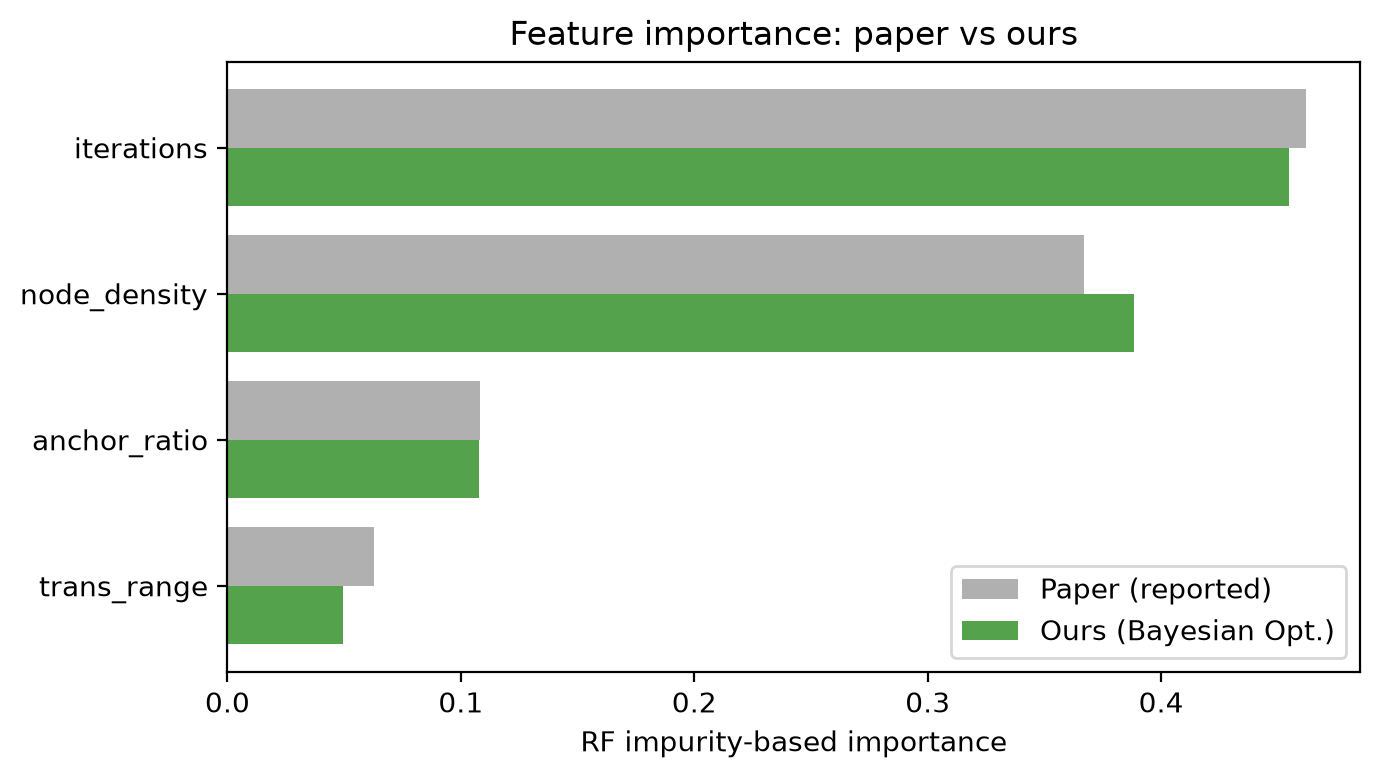 Feature importance: paper vs ours
iterations
node_density
anchor_ratio
trans_range
Paper (reported)
Ours (Bayesian Opt.)
0.0 0.1 0.2 0.3 0.4
RF impurity-based importance